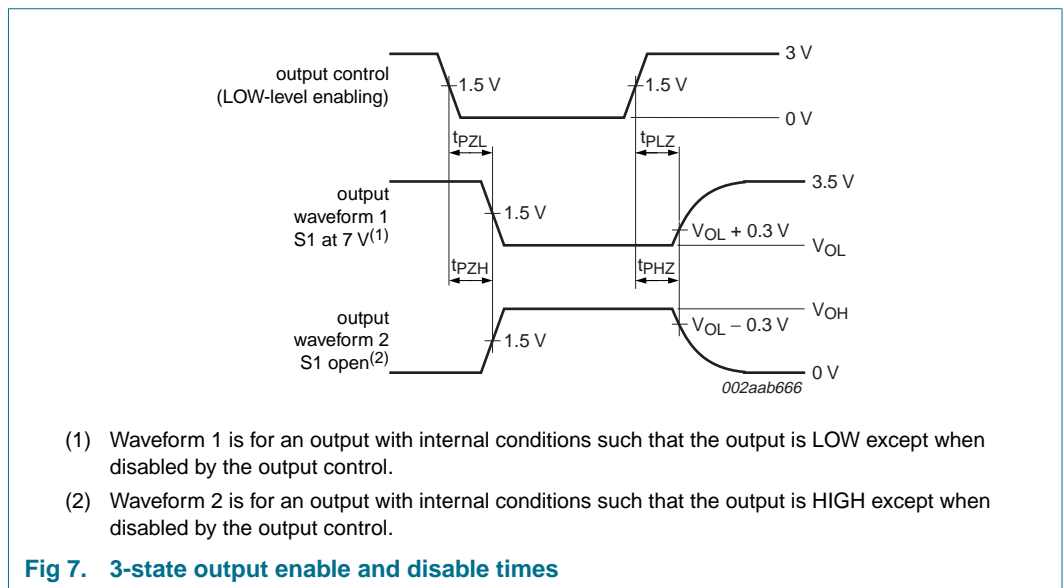 output control
(LOW-level enabling)
1.5 V
1.5 V
3 V
0 V
tPZL
tPLZ
output
waveform 1
S1 at 7 V(1)
1.5 V
3.5 V
VOL + 0.3 V
VOL
tPZH
tPHZ
output
waveform 2
S1 open(2)
1.5 V
VOH
VOL − 0.3 V
0 V
002aab666
(1) Waveform 1 is for an output with internal conditions such that the output is LOW except when
disabled by the output control.
(2) Waveform 2 is for an output with internal conditions such that the output is HIGH except when
disabled by the output control.
Fig 7. 3-state output enable and disable times